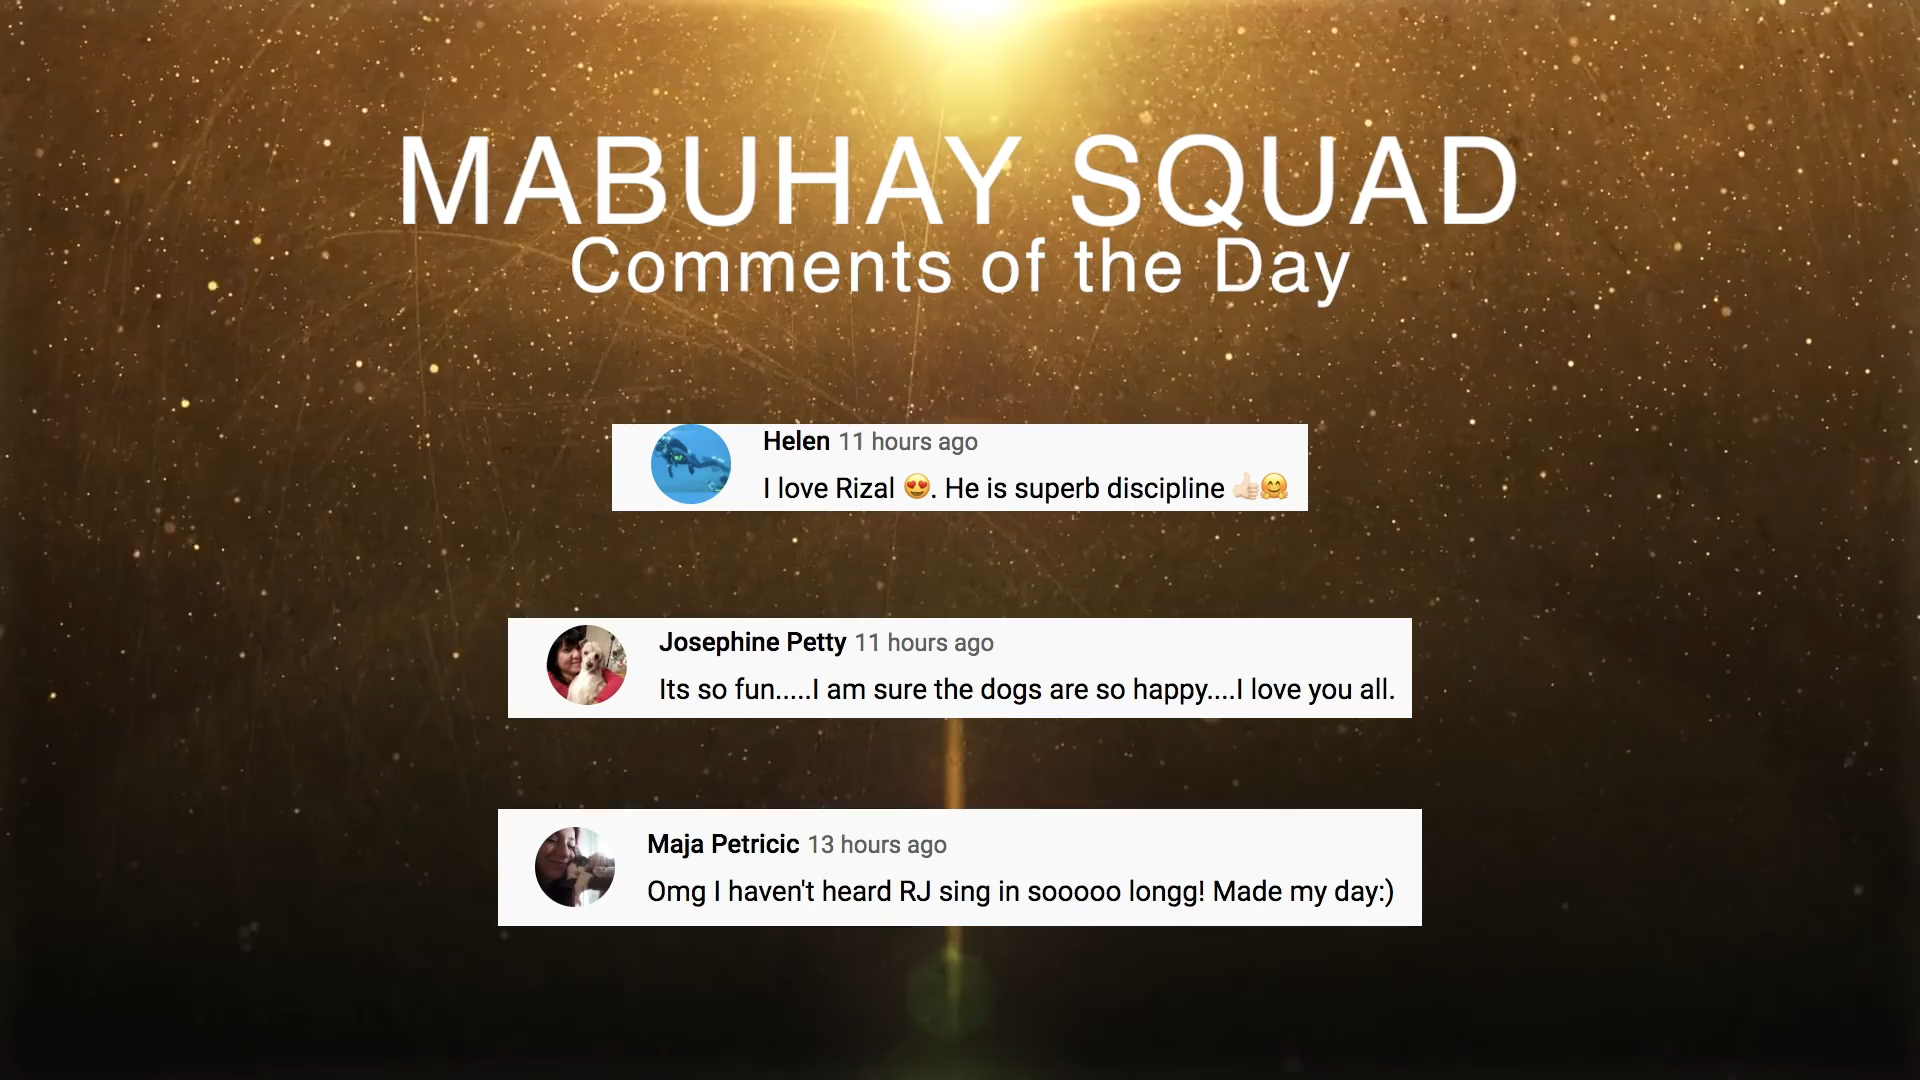 MABUHAY SQUAD
Comments of the Day
Helen 11 hours ago
I love Rizal 😍. He is superb discipline 👍🏻🤗
Josephine Petty 11 hours ago
Its so fun.....I am sure the dogs are so happy....I love you all.
Maja Petricic 13 hours ago
Omg I haven't heard RJ sing in sooooo longg! Made my day:)